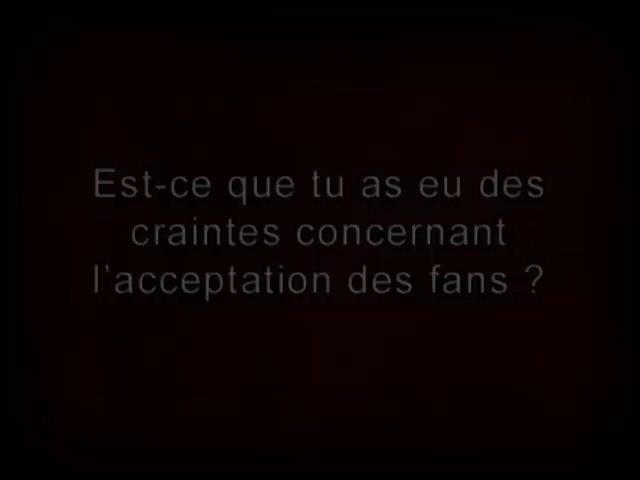 Est-ce que tu as eu des
craintes concernant
l’acceptation des fans ?